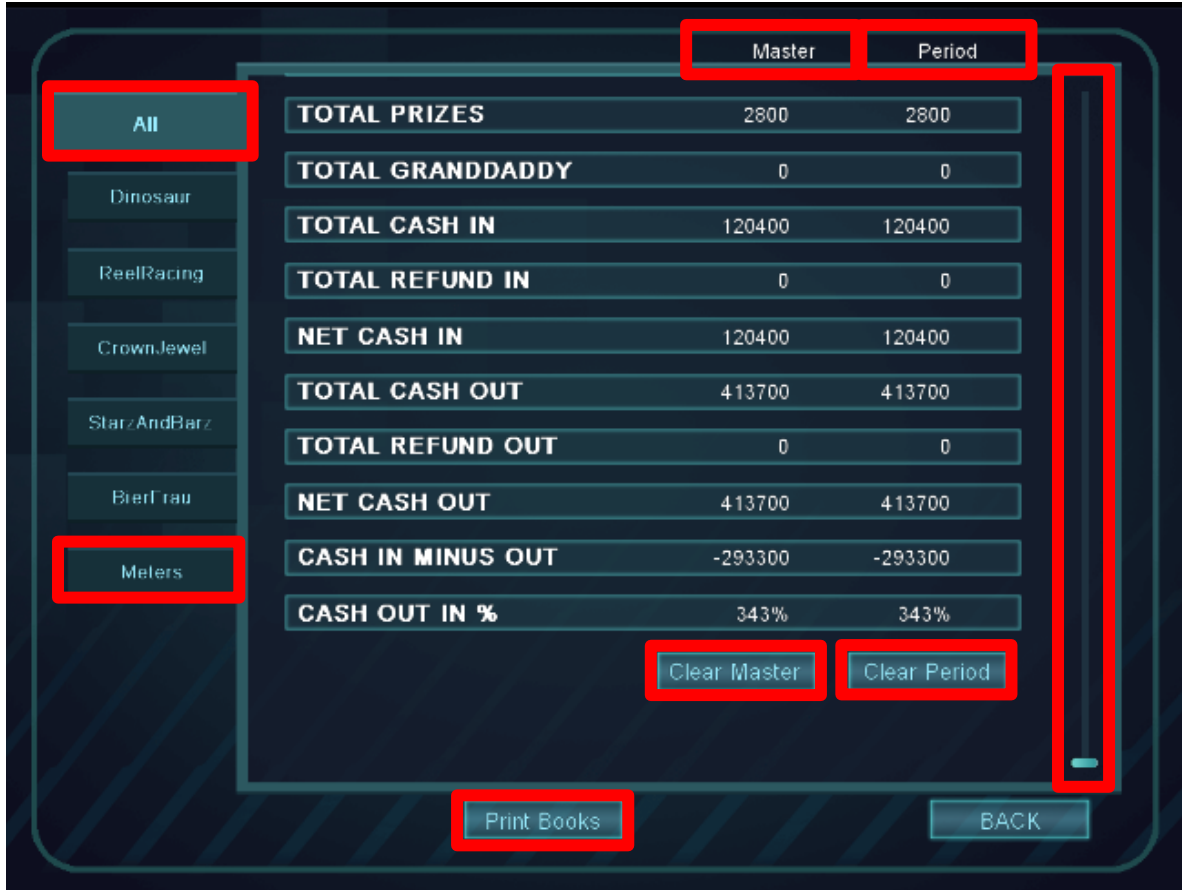 Master Period
All
TOTAL PRIZES 2800 2800
TOTAL GRANDDADDY 0 0
Dinosaur
TOTAL CASH IN 120400 120400
ReelRacing
TOTAL REFUND IN 0 0
NET CASH IN 120400 120400
CrownJewel
TOTAL CASH OUT 413700 413700
StarzAndBarz
TOTAL REFUND OUT 0 0
BierFrau
NET CASH OUT 413700 413700
CASH IN MINUS OUT -293300 -293300
Meters
CASH OUT IN % 343% 343%
Clear Master Clear Period
Print Books BACK